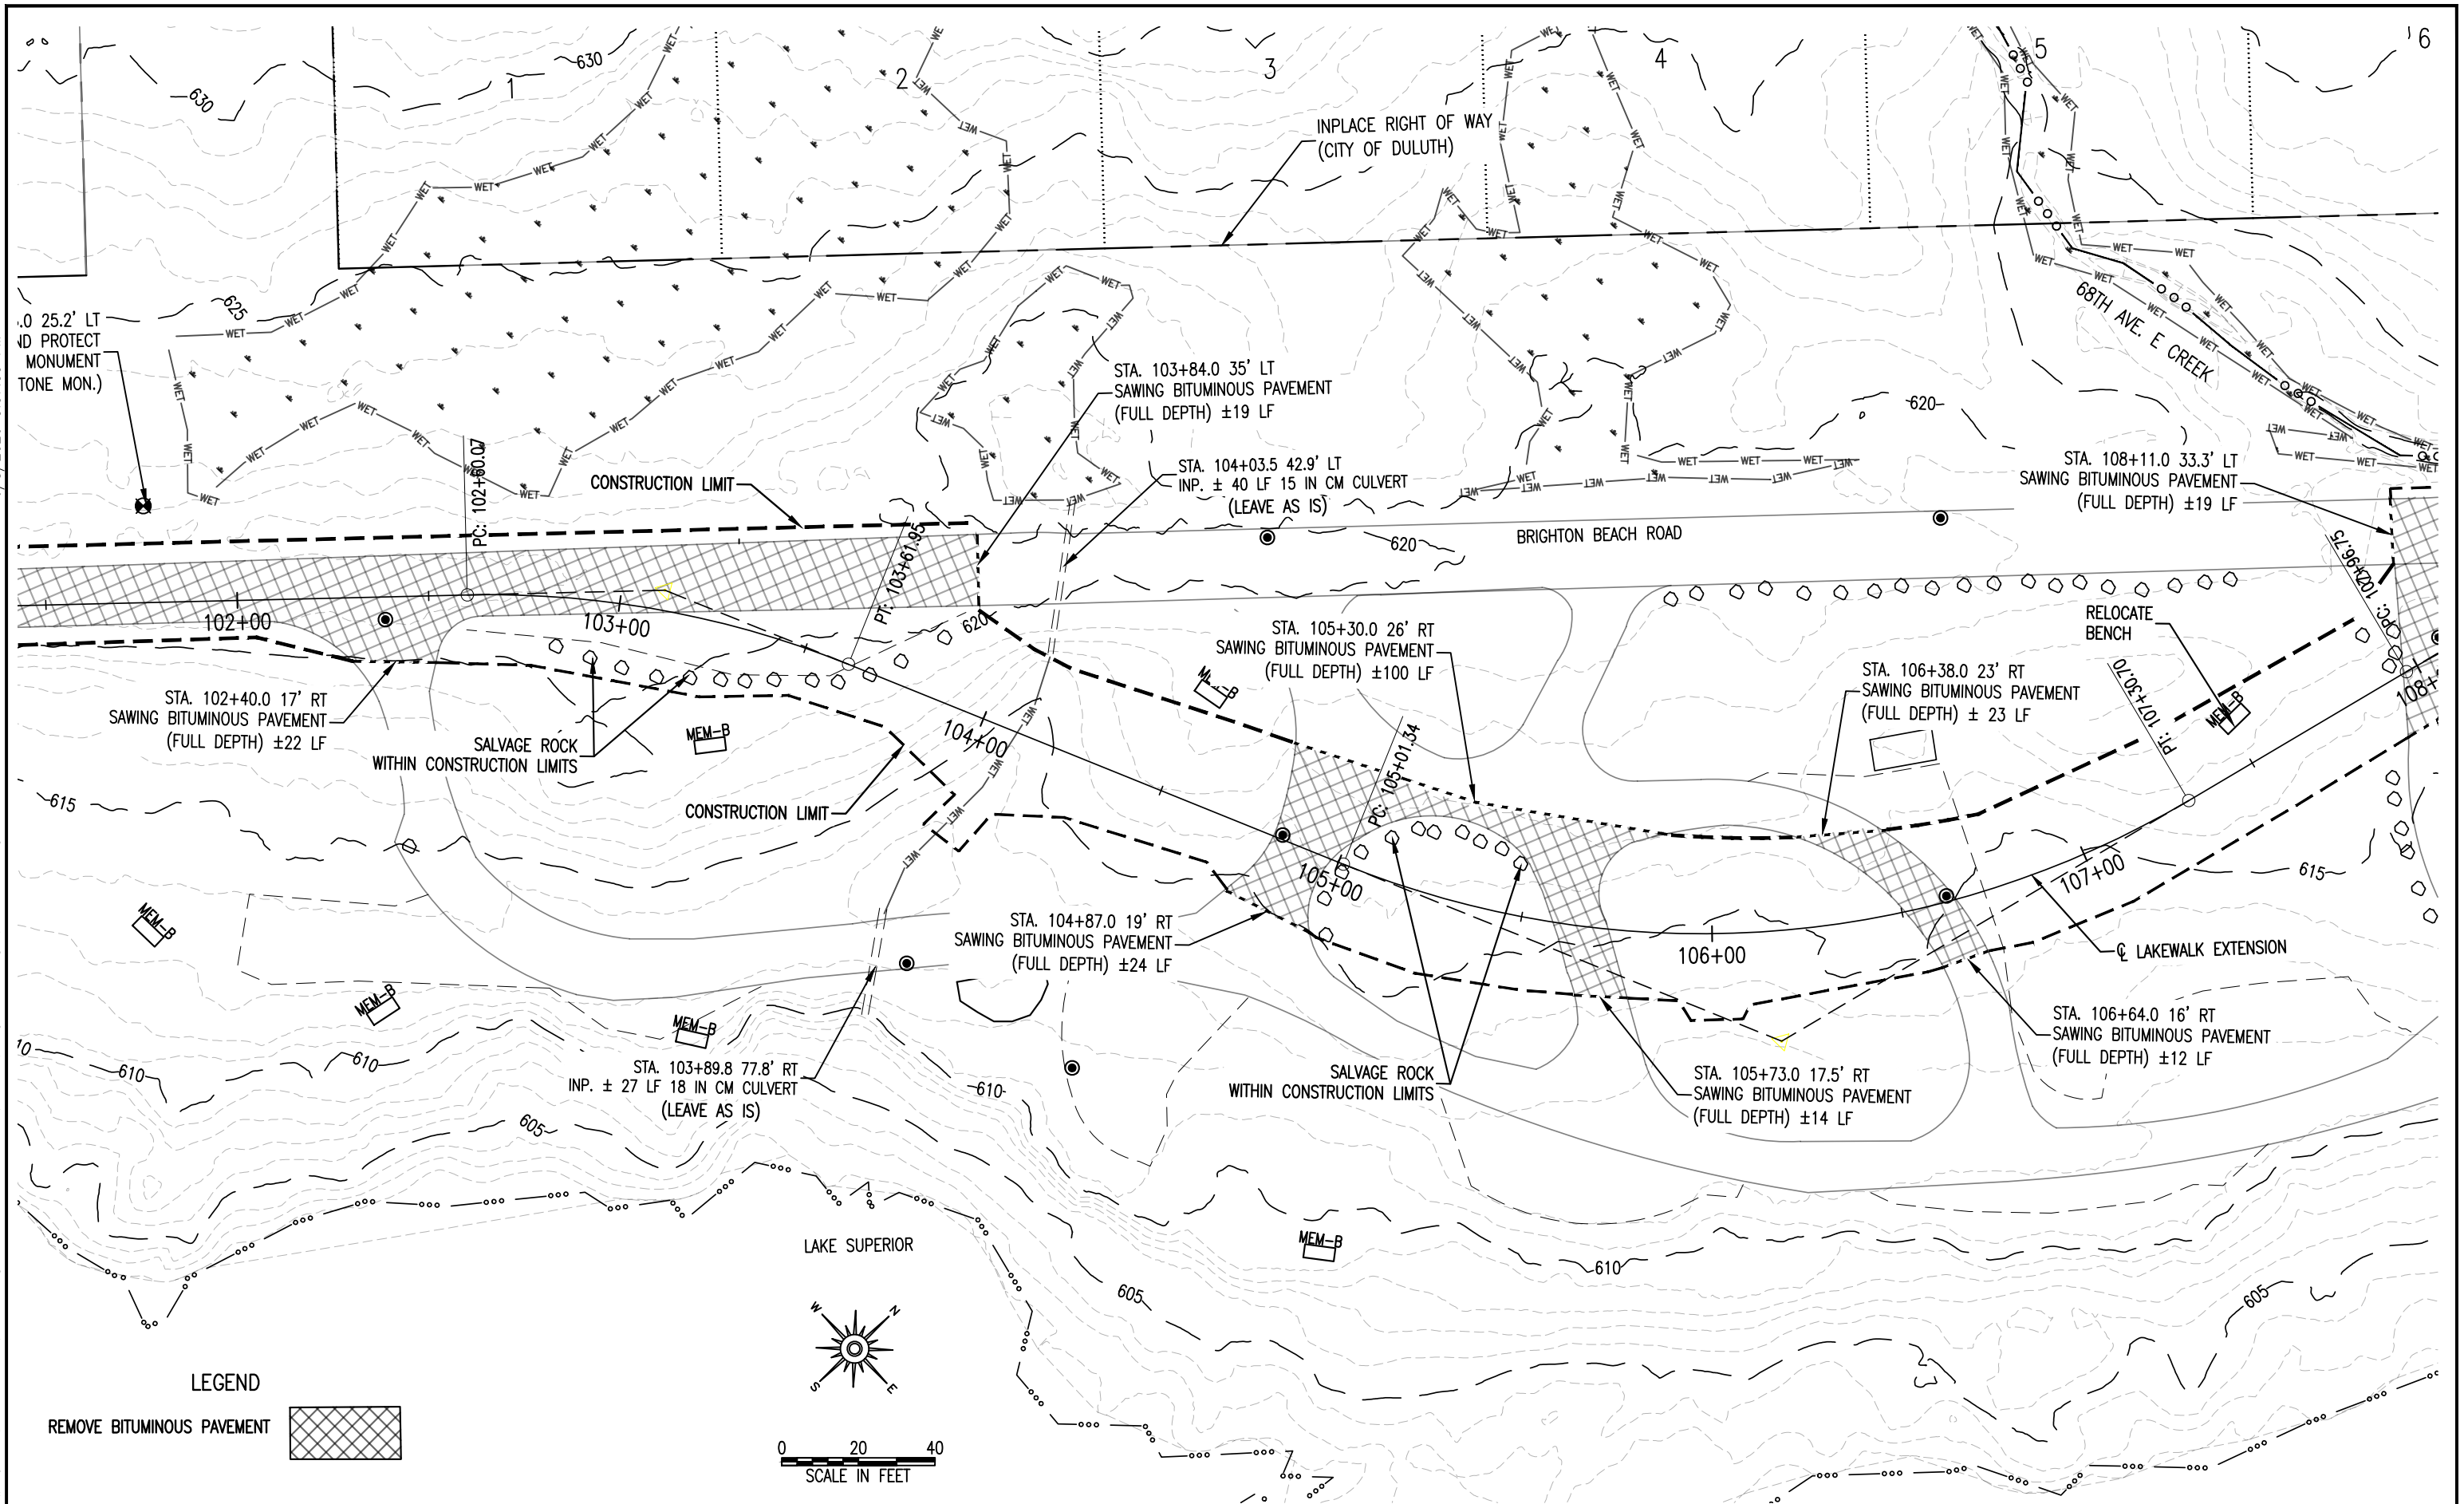 1
2
3
4
5
6
630
630
625
INPLACE RIGHT OF WAY
(CITY OF DULUTH)
68TH AVE. E CREEK
.0 25.2' LT
ND PROTECT
MONUMENT
TONE MON.)
STA. 103+84.0 35' LT
SAWING BITUMINOUS PAVEMENT
(FULL DEPTH) ±19 LF
STA. 104+03.5 42.9' LT
INP. ± 40 LF 15 IN CM CULVERT
(LEAVE AS IS)
CONSTRUCTION LIMIT
PC: 102+60.07
PT: 103+61.95
620
620
BRIGHTON BEACH ROAD
STA. 108+11.0 33.3' LT
SAWING BITUMINOUS PAVEMENT
(FULL DEPTH) ±19 LF
102+00
103+00
620
STA. 105+30.0 26' RT
SAWING BITUMINOUS PAVEMENT
(FULL DEPTH) ±100 LF
RELOCATE
BENCH
STA. 106+38.0 23' RT
SAWING BITUMINOUS PAVEMENT
(FULL DEPTH) ± 23 LF
PT: 107+30.70
MEM-B
STA. 102+40.0 17' RT
SAWING BITUMINOUS PAVEMENT
(FULL DEPTH) ±22 LF
SALVAGE ROCK
WITHIN CONSTRUCTION LIMITS
MEM-B
104+00
PC: 105+01.34
CONSTRUCTION LIMIT
615
105+00
106+00
107+00
615
MEM-B
STA. 104+87.0 19' RT
SAWING BITUMINOUS PAVEMENT
(FULL DEPTH) ±24 LF
℄ LAKEWALK EXTENSION
MEM-B
MEM-B
STA. 106+64.0 16' RT
SAWING BITUMINOUS PAVEMENT
(FULL DEPTH) ±12 LF
10
610
610
610
STA. 103+89.8 77.8' RT
INP. ± 27 LF 18 IN CM CULVERT
(LEAVE AS IS)
SALVAGE ROCK
WITHIN CONSTRUCTION LIMITS
STA. 105+73.0 17.5' RT
SAWING BITUMINOUS PAVEMENT
(FULL DEPTH) ±14 LF
605
LAKE SUPERIOR
MEM-B
610
605
605
W
N
S
E
LEGEND
REMOVE BITUMINOUS PAVEMENT
0 20 40
SCALE IN FEET